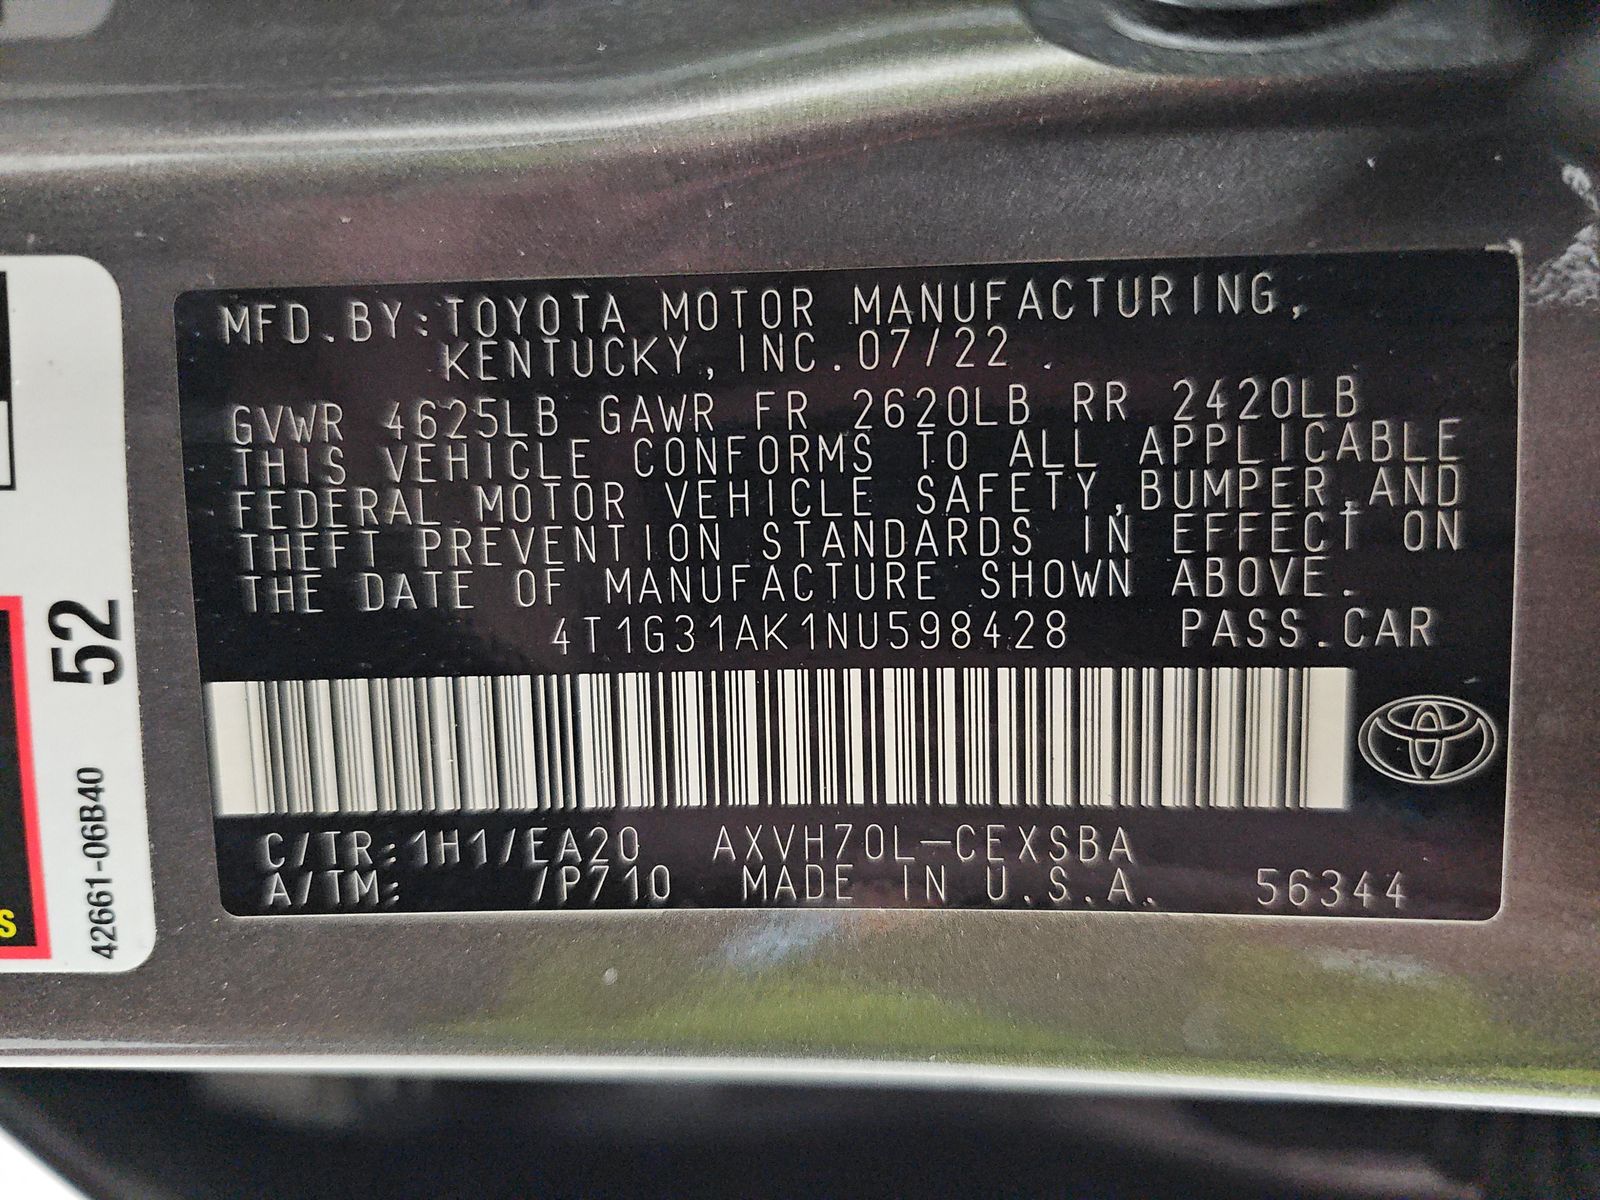 MFD.BY:TOYOTA MOTOR MANUFACTURING,
KENTUCKY,INC.07/22
GVWR 4625LB GAWR FR 2620LB RR 2420LB
THIS VEHICLE CONFORMS TO ALL APPLICABLE
FEDERAL MOTOR VEHICLE SAFETY,BUMPER,AND
THEFT PREVENTION STANDARDS IN EFFECT ON
THE DATE OF MANUFACTURE SHOWN ABOVE.
4T1G31AK1NU598428 PASS.CAR
C/TR:1H1/EA20 AXVH70L-CEXSBA
A/TM: /P710 MADE IN U.S.A. 56344
52
42661-06B40
S